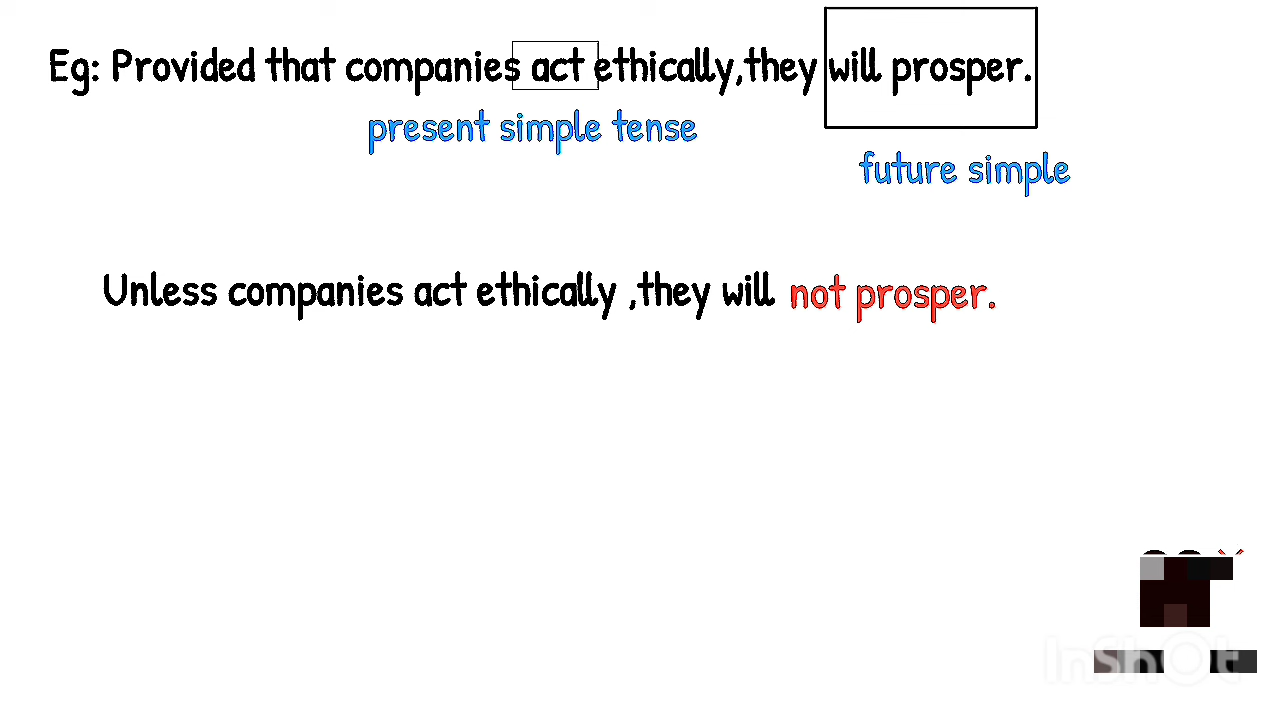 Eg: Provided that companies act ethically,they will prosper.
present simple tense
future simple
Unless companies act ethically ,they will not prosper.
InShOt